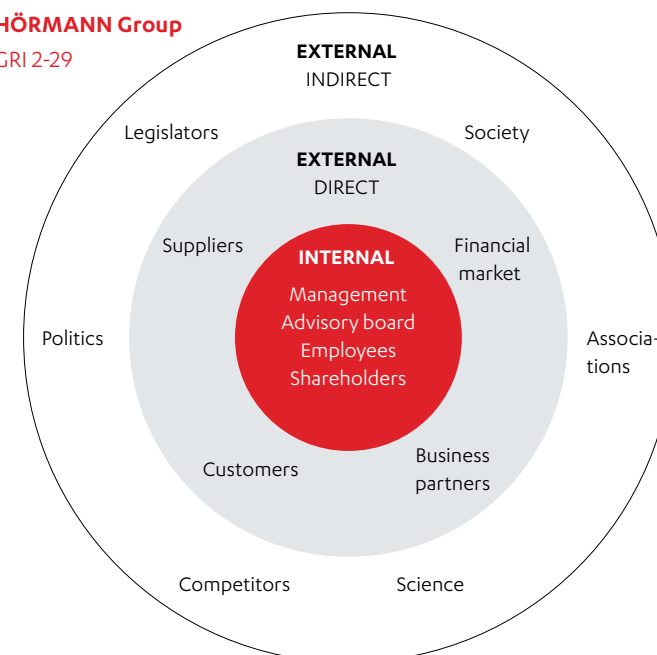 HÖRMANN Group
GRI 2-29
EXTERNAL
INDIRECT
Legislators
Society
EXTERNAL
DIRECT
Suppliers
Financial
market
INTERNAL
Management
Advisory board
Employees
Shareholders
Politics
Associa-
tions
Customers
Business
partners
Competitors
Science